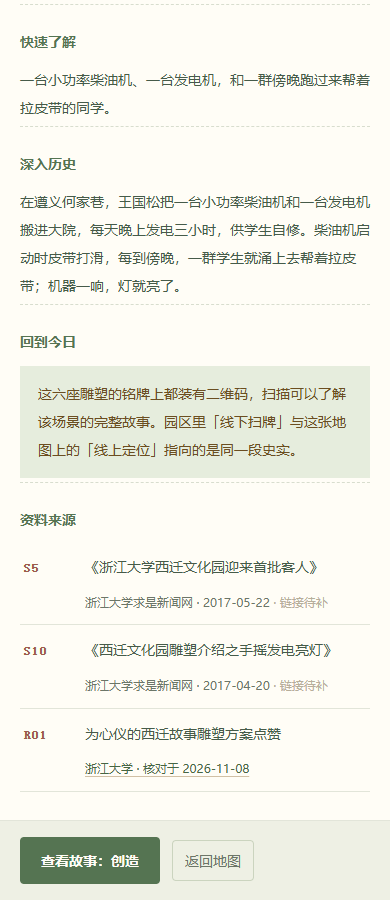 快速了解
一台小功率柴油机、一台发电机，和一群傍晚跑过来帮着
拉皮带的同学。
深入历史
在遵义何家巷，王国松把一台小功率柴油机和一台发电机
搬进大院，每天晚上发电三小时，供学生自修。柴油机启
动时皮带打滑，每到傍晚，一群学生就涌上去帮着拉皮
带；机器一响，灯就亮了。
回到今日
这六座雕塑的铭牌上都装有二维码，扫描可以了解
该场景的完整故事。园区里「线下扫牌」与这张地
图上的「线上定位」指向的是同一段史实。
资料来源
S5
《浙江大学西迁文化园迎来首批客人》
浙江大学求是新闻网 · 2017-05-22 · 链接待补
S10
《西迁文化园雕塑介绍之手摇发电亮灯》
浙江大学求是新闻网 · 2017-04-20 · 链接待补
R01
为心仪的西迁故事雕塑方案点赞
浙江大学 · 核对于 2026-11-08
查看故事：创造
返回地图